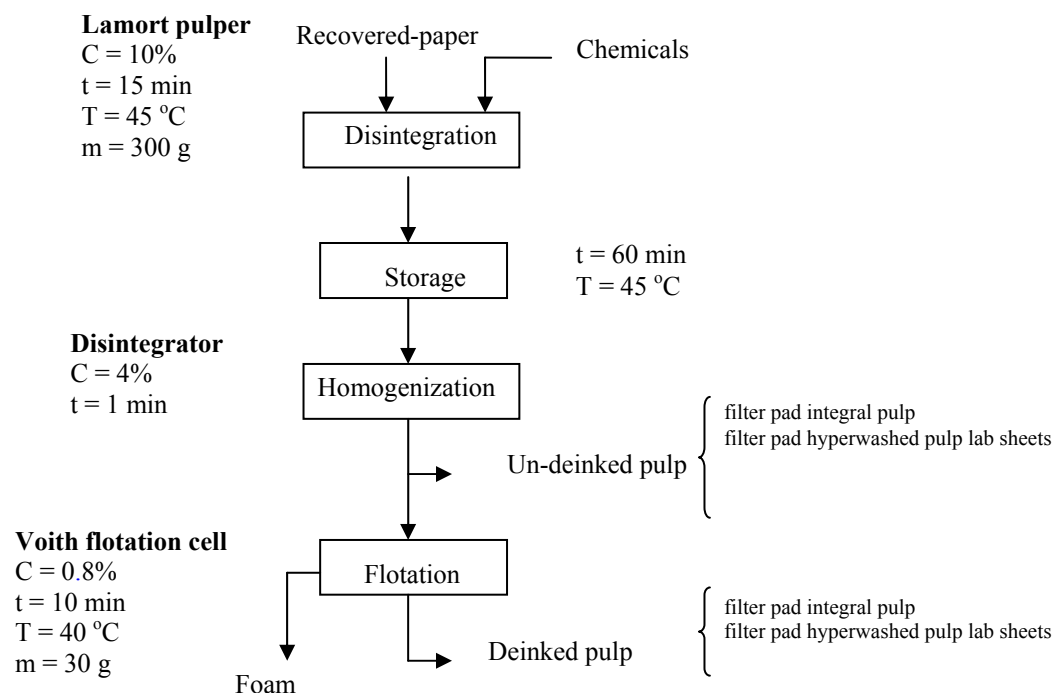 Lamort pulper
C = 10%
t = 15 min
T = 45 °C
m = 300 g
Recovered-paper
Chemicals
Disintegration
Storage
t = 60 min
T = 45 °C
Disintegrator
C = 4%
t = 1 min
Homogenization
Un-deinked pulp
filter pad integral pulp
filter pad hyperwashed pulp lab sheets
Voith flotation cell
C = 0.8%
t = 10 min
T = 40 °C
m = 30 g
Flotation
Foam
Deinked pulp
filter pad integral pulp
filter pad hyperwashed pulp lab sheets